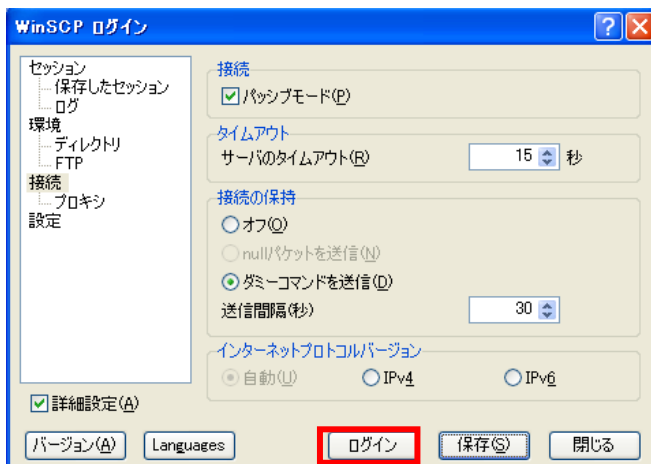 WinSCP ログイン
セッション
保存したセッション
ログ
環境
ディレクトリ
FTP
接続
プロキシ
設定
詳細設定(A)
接続
パッシブモード(P)
タイムアウト
サーバのタイムアウト(R) 15 秒
接続の保持
オフ(O)
nullパケットを送信(N)
ダミーコマンドを送信(D)
送信間隔(秒) 30
インターネットプロトコルバージョン
自動(U) IPv4 IPv6
バージョン(A) Languages ログイン 保存(S) 閉じる